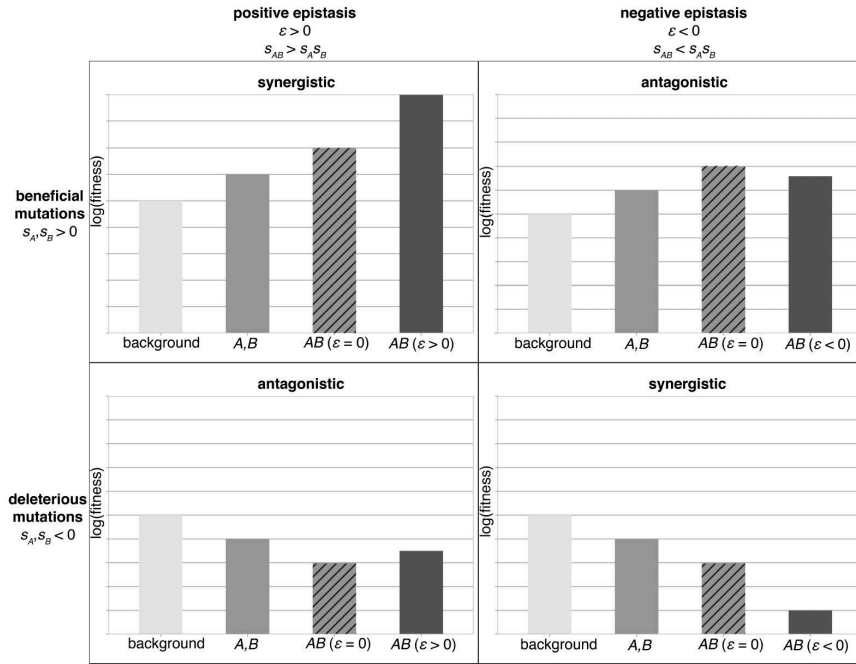 positive epistasis
ε > 0
s_AB > s_A s_B
negative epistasis
ε < 0
s_AB < s_A s_B
beneficial
mutations
s_A, s_B > 0
synergistic
log(fitness)
background
A,B
AB (ε = 0)
AB (ε > 0)
antagonistic
log(fitness)
background
A,B
AB (ε = 0)
AB (ε < 0)
deleterious
mutations
s_A, s_B < 0
antagonistic
log(fitness)
background
A,B
AB (ε = 0)
AB (ε > 0)
synergistic
log(fitness)
background
A,B
AB (ε = 0)
AB (ε < 0)